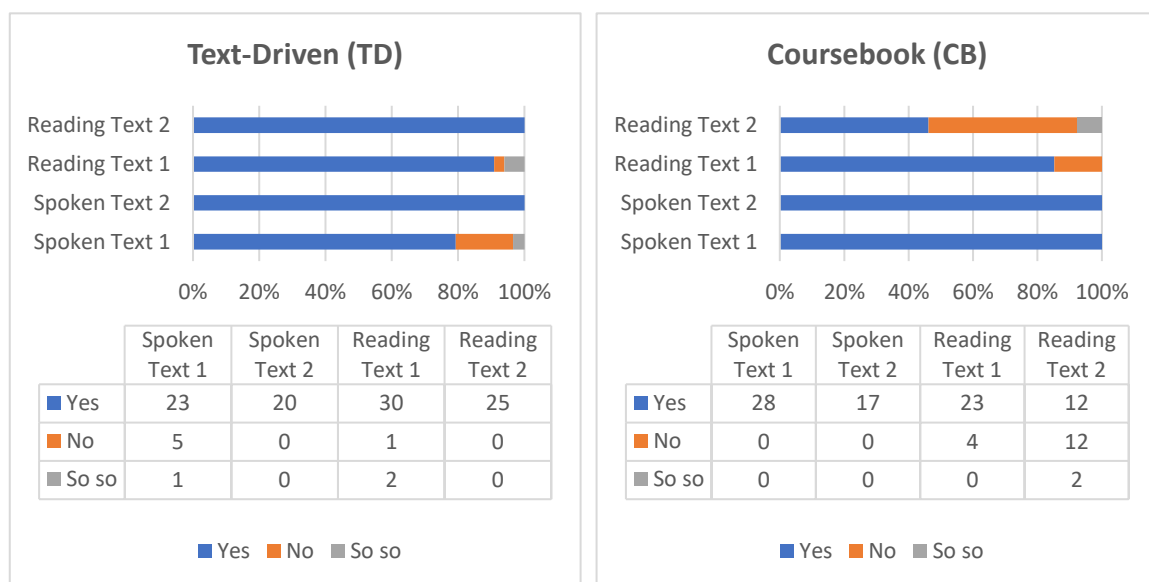 Text-Driven (TD)
Reading Text 2
Reading Text 1
Spoken Text 2
Spoken Text 1
0% 20% 40% 60% 80% 100%
Spoken Text 1 Spoken Text 2 Reading Text 1 Reading Text 2
Yes 23 20 30 25
No 5 0 1 0
So so 1 0 2 0
Yes No So so
Coursebook (CB)
Reading Text 2
Reading Text 1
Spoken Text 2
Spoken Text 1
0% 20% 40% 60% 80% 100%
Spoken Text 1 Spoken Text 2 Reading Text 1 Reading Text 2
Yes 28 17 23 12
No 0 0 4 12
So so 0 0 0 2
Yes No So so